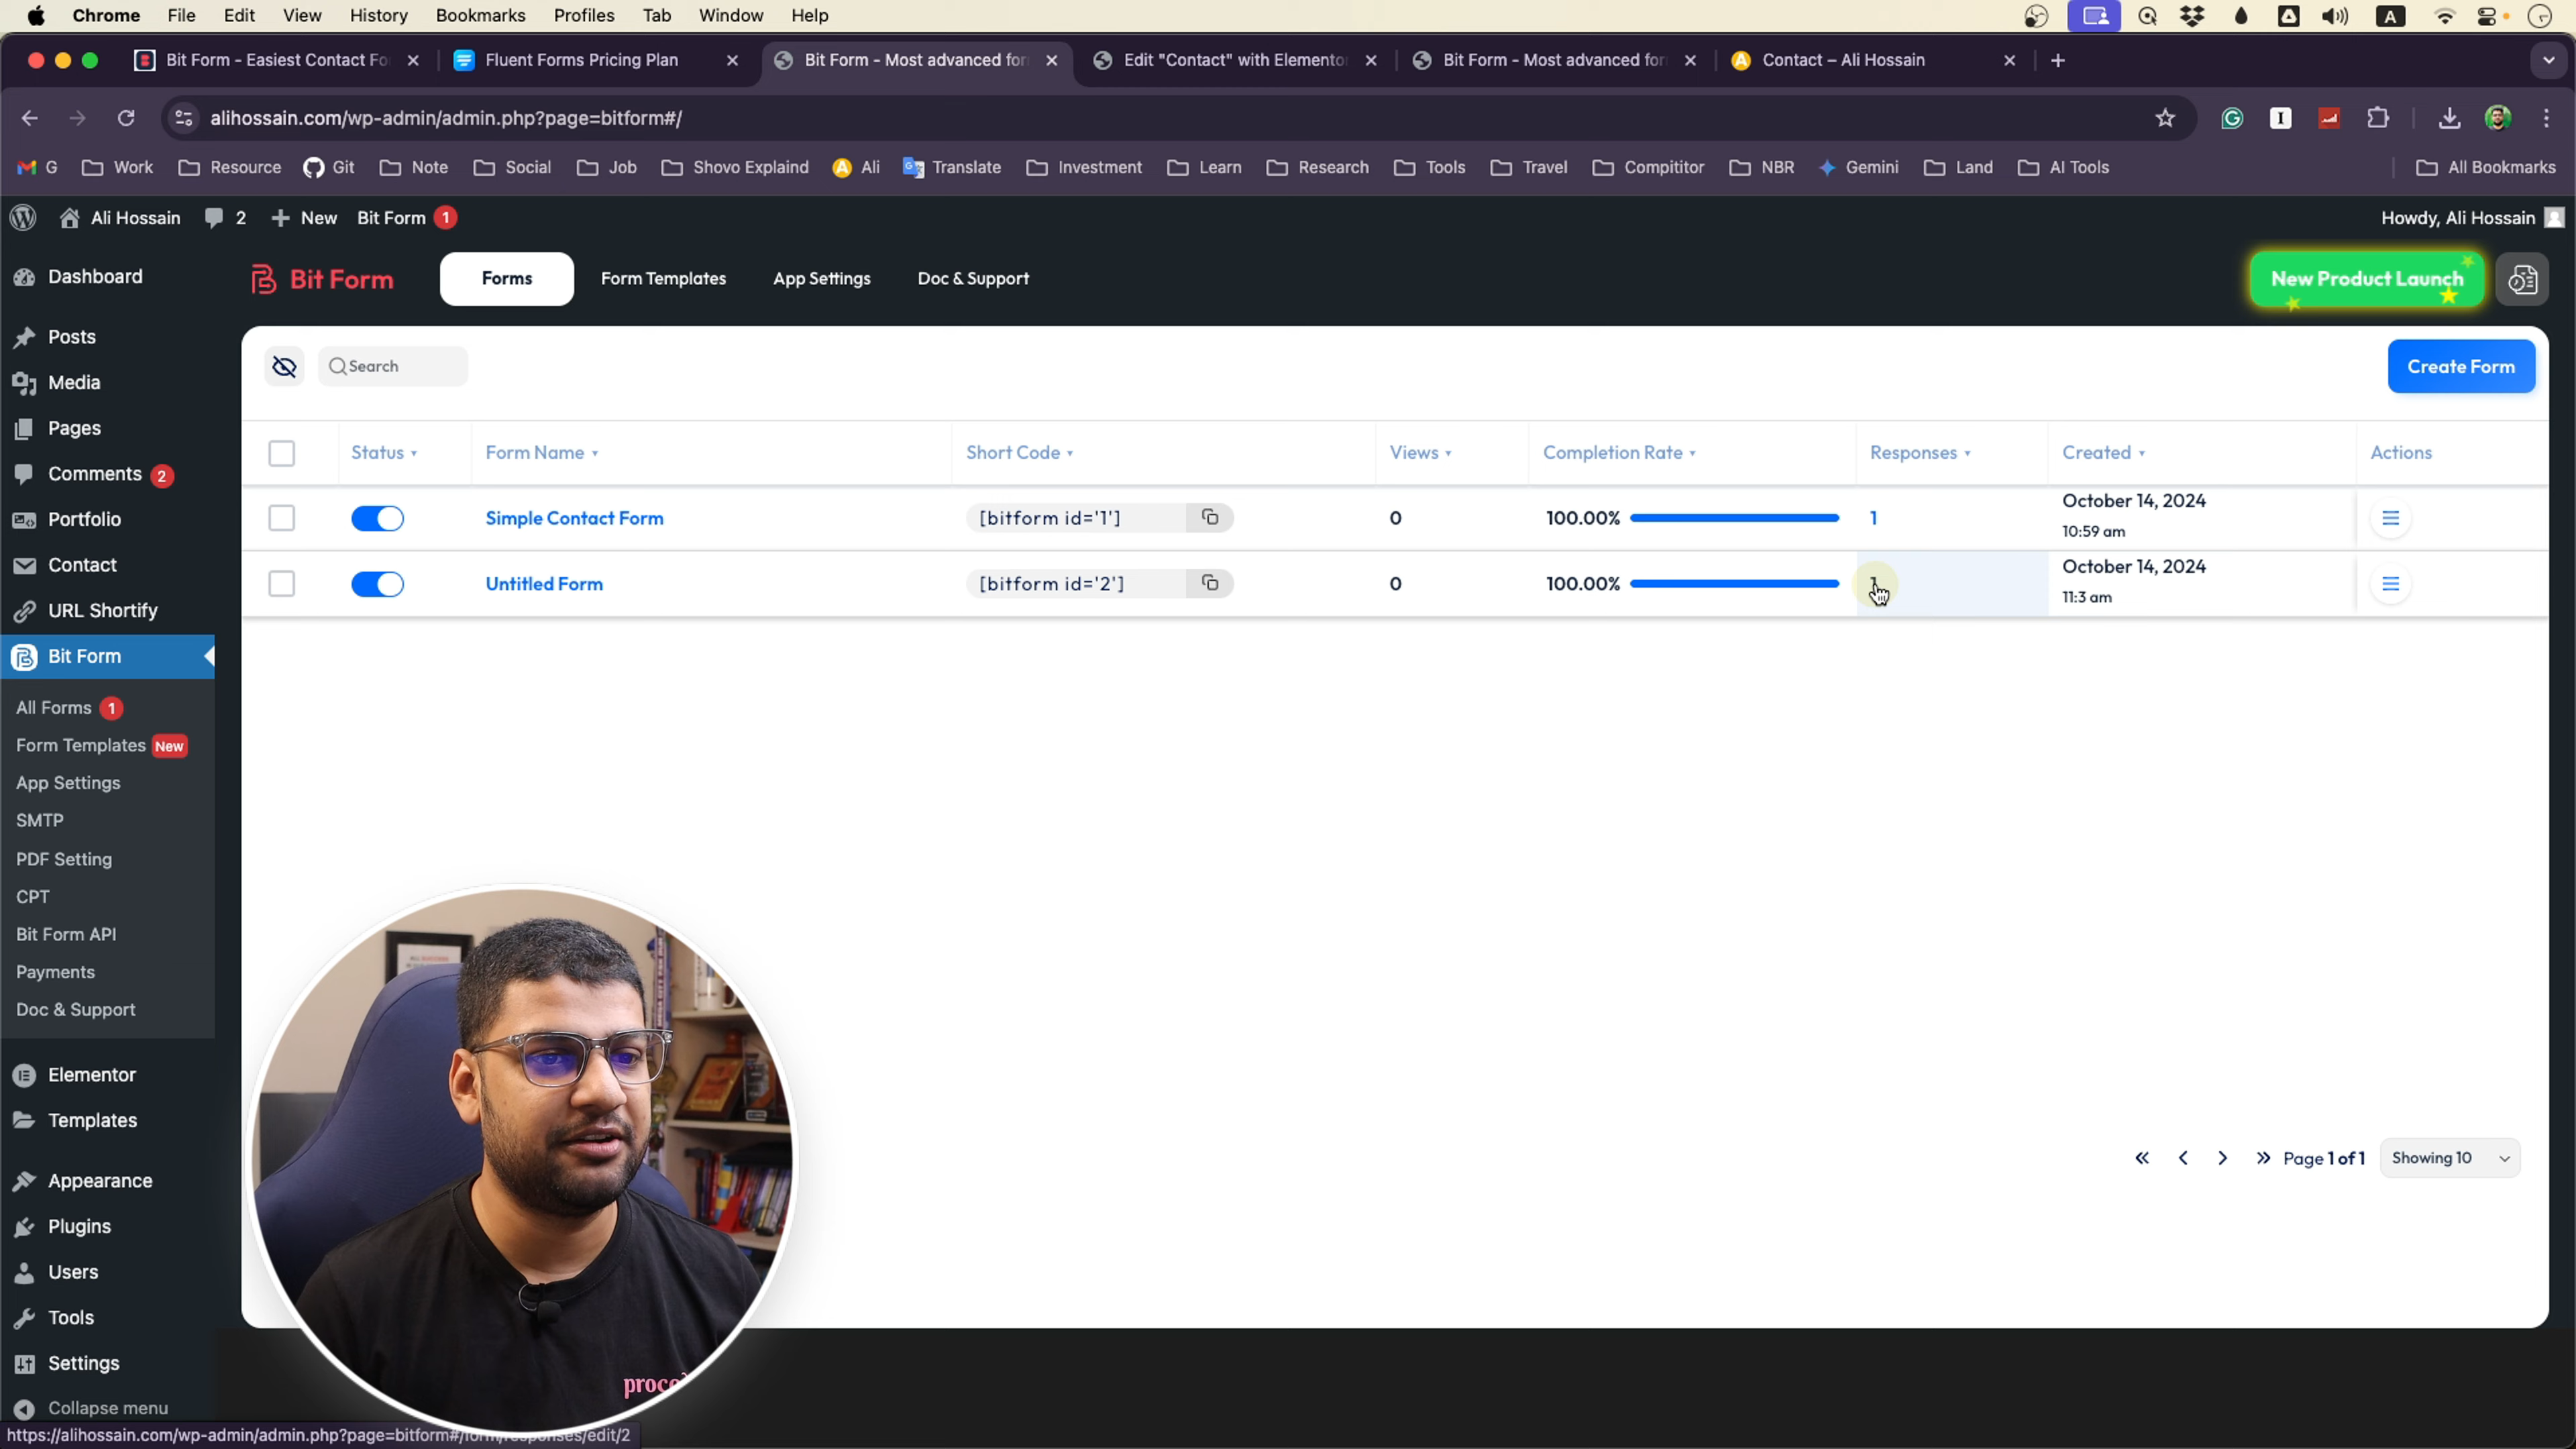 Chrome File Edit View History Bookmarks Profiles Tab Window Help A
Bit Form - Easiest Contact Fo
Fluent Forms Pricing Plan
Bit Form - Most advanced for
Edit "Contact" with Elemento
Bit Form - Most advanced for
Contact – Ali Hossain
alihossain.com/wp-admin/admin.php?page=bitform#/
G Work Resource Git Note Social Job Shovo Explaind Ali Translate Investment Learn Research Tools Travel Compititor NBR Gemini Land AI Tools All Bookmarks
Ali Hossain 2 New Bit Form 1 Howdy, Ali Hossain
Bit Form Forms Form Templates App Settings Doc & Support New Product Launch
Search Create Form
Status Form Name Short Code Views Completion Rate Responses Created Actions
Simple Contact Form [bitform id='1'] 0 100.00% 1 October 14, 2024
10:59 am
Untitled Form [bitform id='2'] 0 100.00% 1 October 14, 2024
11:3 am
Page 1 of 1 Showing 10
Dashboard
Posts
Media
Pages
Comments 2
Portfolio
Contact
URL Shortify
Bit Form
All Forms 1
Form Templates New
App Settings
SMTP
PDF Setting
CPT
Bit Form API
Payments
Doc & Support
Elementor
Templates
Appearance
Plugins
Users
Tools
Settings
Collapse menu
https://alihossain.com/wp-admin/admin.php?page=bitform#/form/responses/edit/2